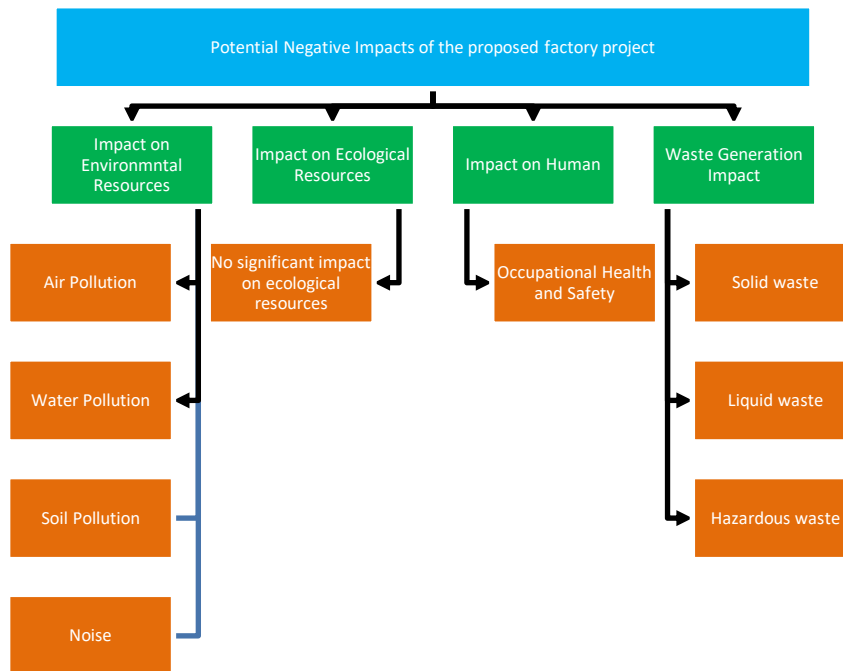 Potential Negative Impacts of the proposed factory project
Impact on
Environmntal
Resources
Impact on Ecological
Resources
Impact on Human
Waste Generation
Impact
Air Pollution
No significant impact
on ecological
resources
Occupational Health
and Safety
Solid waste
Water Pollution
Liquid waste
Soil Pollution
Hazardous waste
Noise